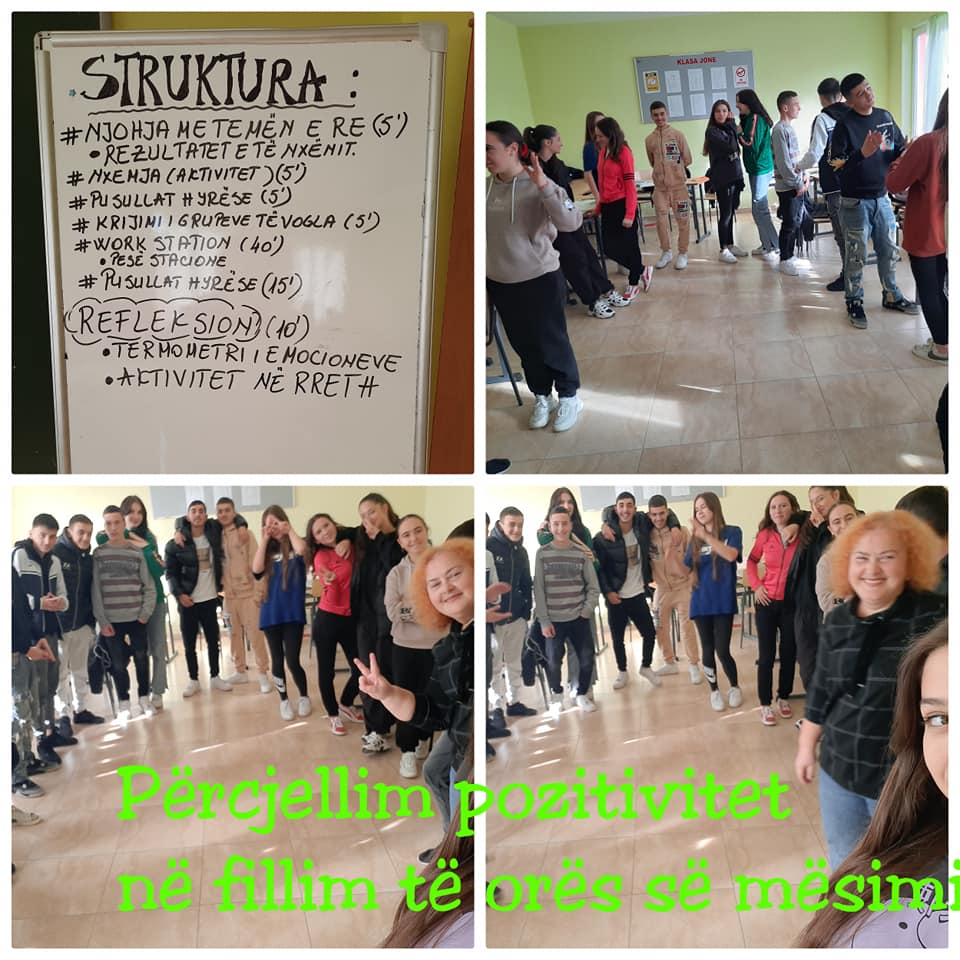 STRUKTURA :
# NJOHJA ME TEMËN E RE (5')
• REZULTATET E TË NXËNIT.
# NXEMJA (AKTIVITET) (5')
# PUSULLAT HYRËSE (5')
# KRIJIMI I GRUPEVE TË VOGLA (5')
# WORK STATION (40')
• PESË STACIONE
# PUSULLAT HYRËSE (15')
REFLEKSION (10')
• TERMOMETRI I EMOCIONEVE
• AKTIVITET NË RRETH
KLASA JONE
Përcjellim pozitivitet
në fillim të orës së mësimi